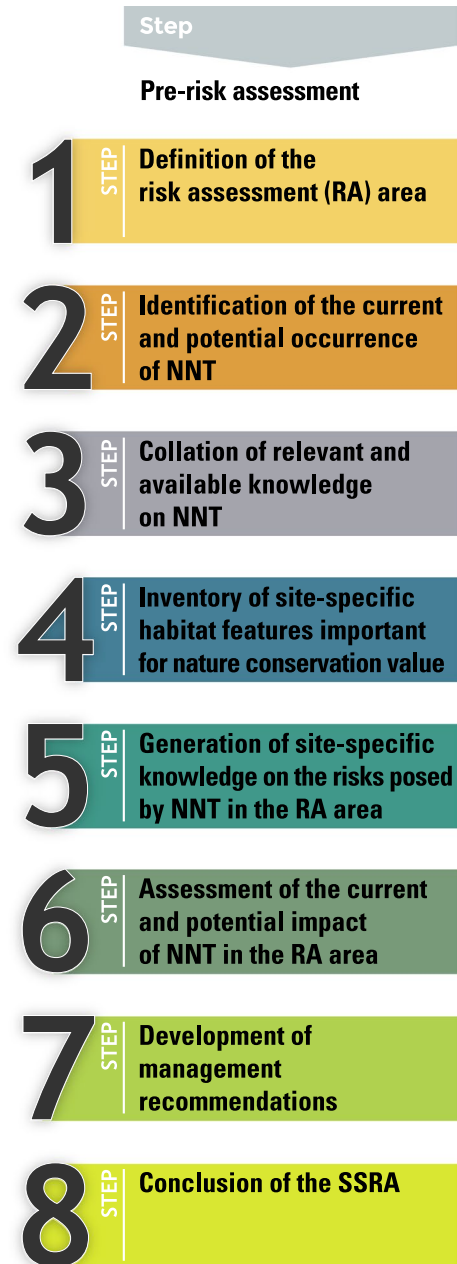 Step
Pre-risk assessment
1
STEP
Definition of the
risk assessment (RA) area
2
STEP
Identification of the current
and potential occurrence
of NNT
3
STEP
Collation of relevant and
available knowledge
on NNT
4
STEP
Inventory of site-specific
habitat features important
for nature conservation value
5
STEP
Generation of site-specific
knowledge on the risks posed
by NNT in the RA area
6
STEP
Assessment of the current
and potential impact
of NNT in the RA area
7
STEP
Development of
management
recommendations
8
STEP
Conclusion of the SSRA